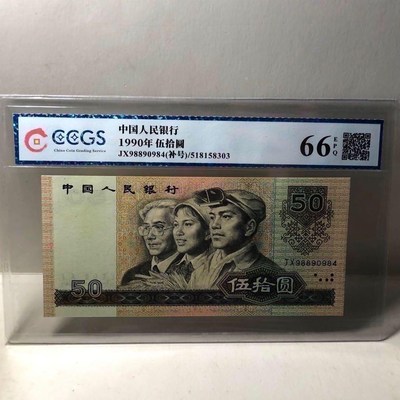 CCGS
China Coin Grading Service
中国人民银行
1990年 伍拾圆
JX98890984(补号)/518158303
66 EPQ
中国人民银行
50
JX98890984
50
伍拾圆